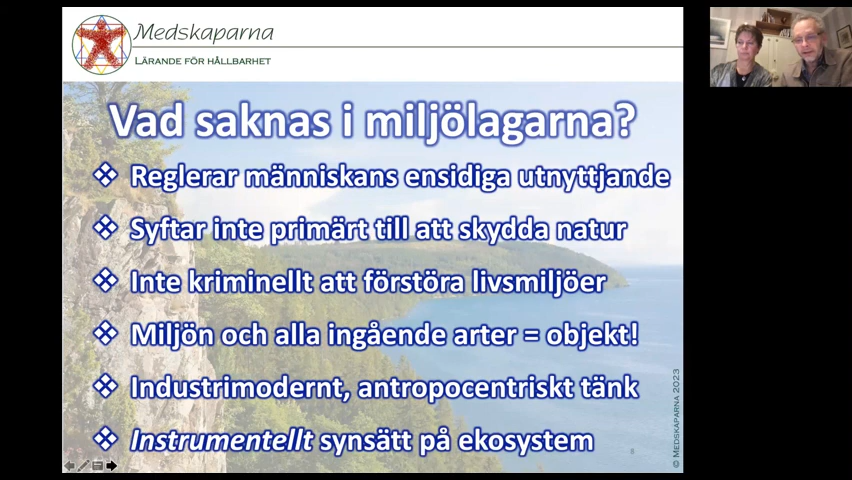 Medskaparna
Lärande för hållbarhet
Vad saknas i miljölagarna?
Reglerar människans ensidiga utnyttjande
Syftar inte primärt till att skydda natur
Inte kriminellt att förstöra livsmiljöer
Miljön och alla ingående arter = objekt!
Industrimodernt, antropocentriskt tänk
Instrumentellt synsätt på ekosystem
8
© Medskaparna 2023